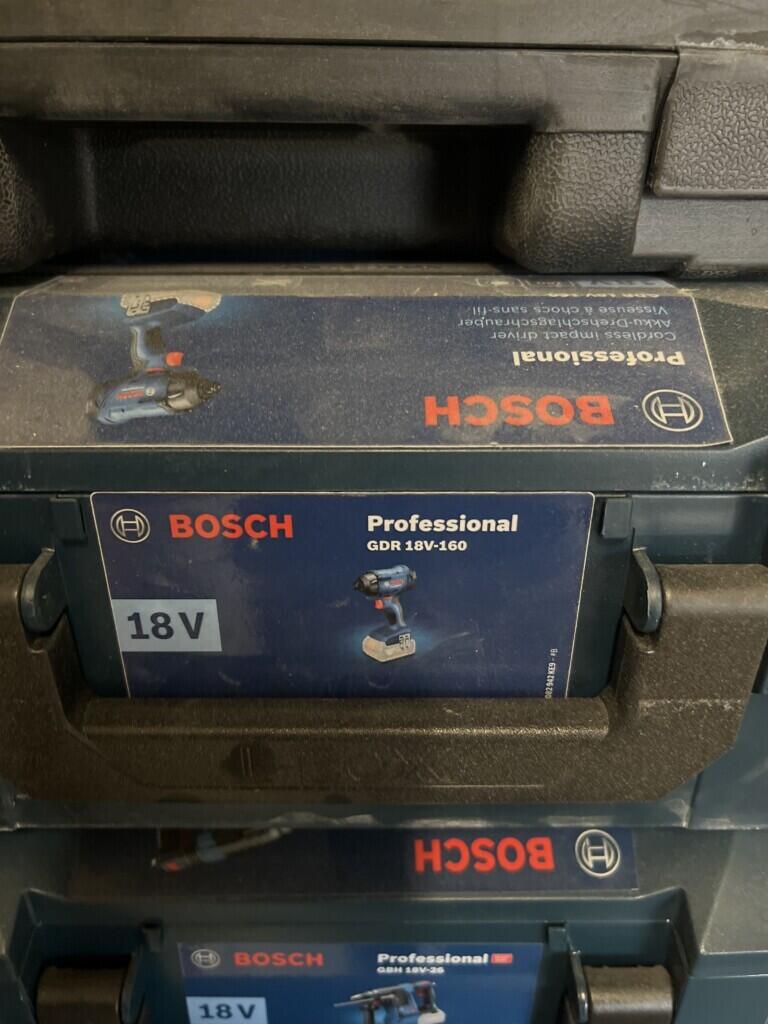 Visseuse à chocs sans-fil
Akku-Drehschlagschrauber
Cordless impact driver
Professional
BOSCH
BOSCH
Professional
GDR 18V-160
18 V
BOSCH
BOSCH
Professional
GBH 18V-26
18 V